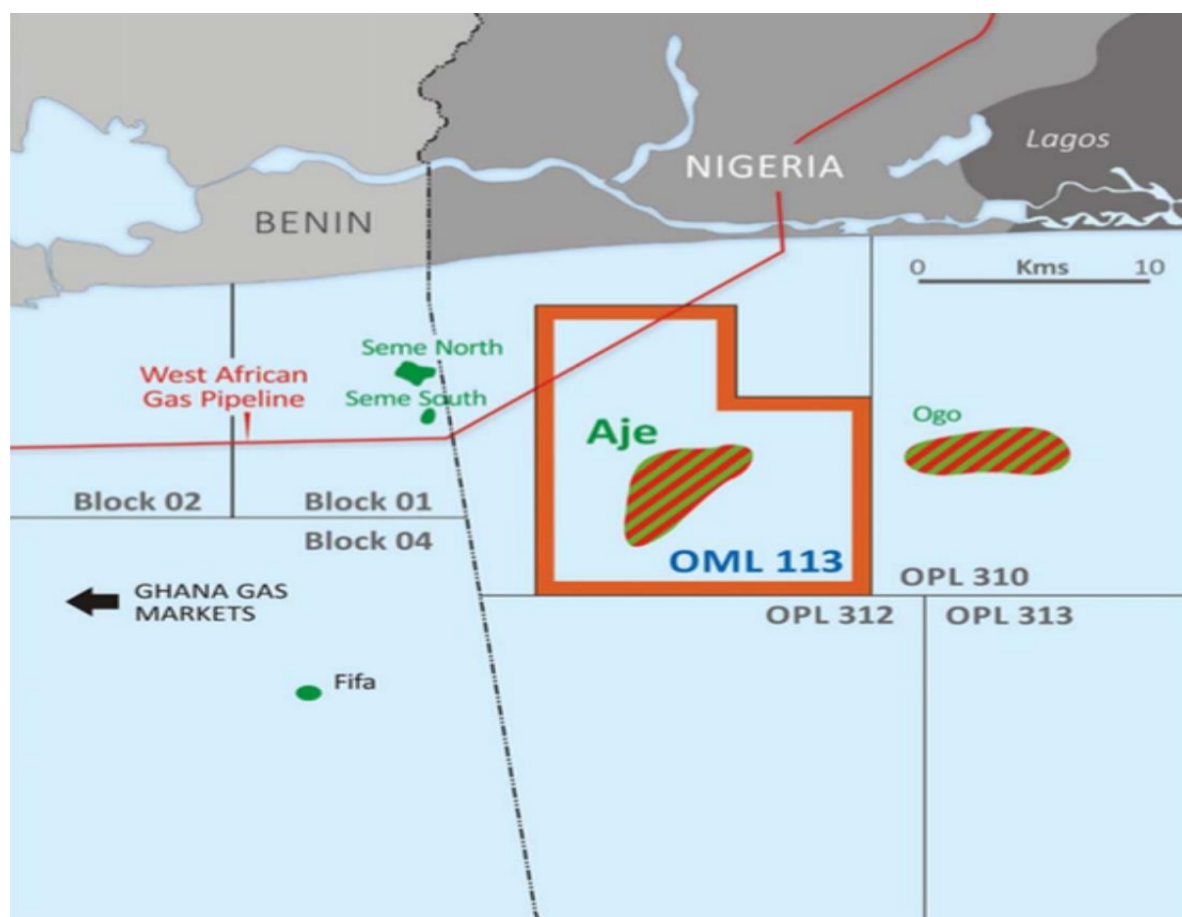 Lagos
NIGERIA
BENIN
0 Kms 10
Seme North
West African
Gas Pipeline
Seme South
Aje
Ogo
Block 02
Block 01
Block 04
OML 113
OPL 310
GHANA GAS
MARKETS
OPL 312
OPL 313
Fifa